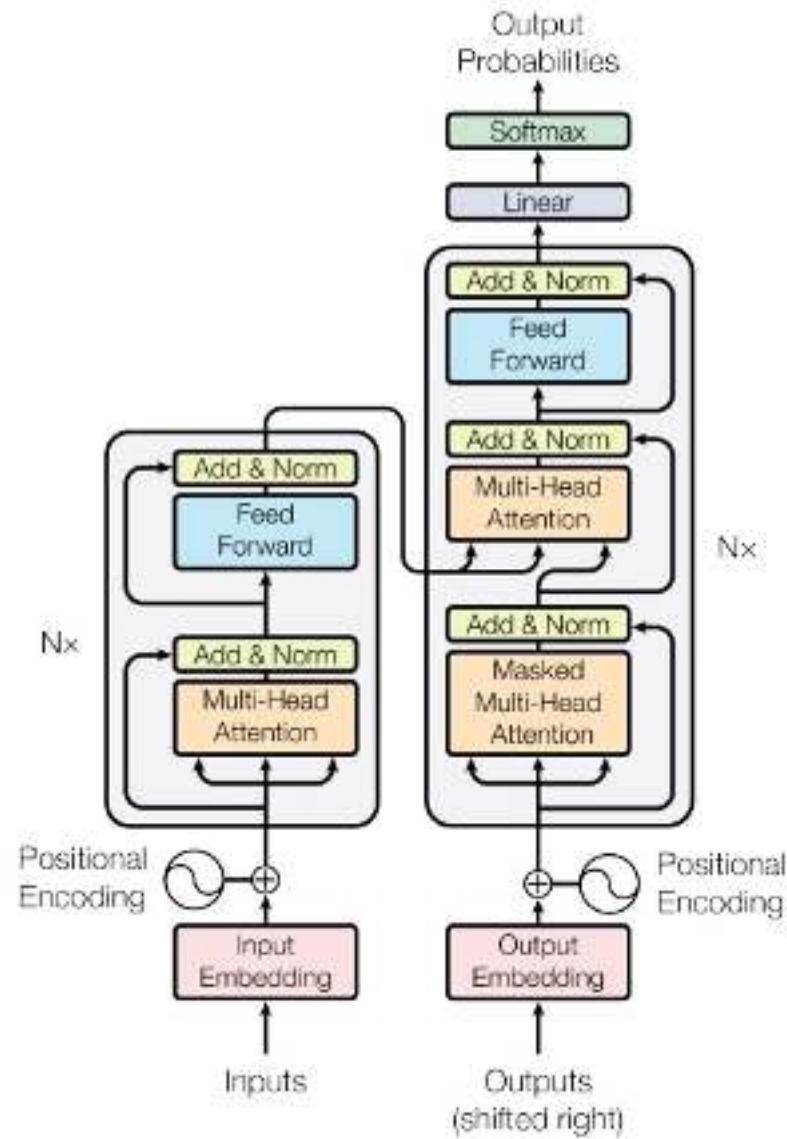 Output
Probabilities
Softmax
Linear
Add & Norm
Feed
Forward
Add & Norm
Multi-Head
Attention
Add & Norm
Masked
Multi-Head
Attention
Nx
Add & Norm
Feed
Forward
Add & Norm
Multi-Head
Attention
Nx
Positional
Encoding
Positional
Encoding
Input
Embedding
Output
Embedding
Inputs
Outputs
(shifted right)